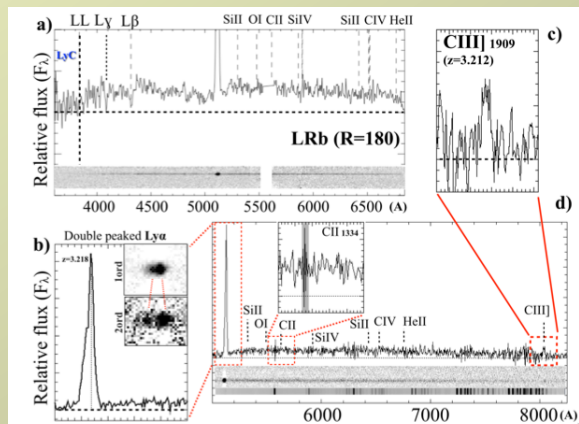 a)
LL Lγ Lβ SiII OI CII SiIV SiII CIV HeII
LyC
LRb (R=180)
Relative flux (Fλ)
4000 4500 5000 5500 6000 6500 (A)
c)
CIII] 1909
(z=3.212)
b)
Double peaked Lyα
z=3.218
1ord
2ord
Relative flux (Fλ)
d)
CII 1334
SiII
OI
CII
SiIV
SiII
CIV
HeII
CIII]
6000 7000 8000 (A)